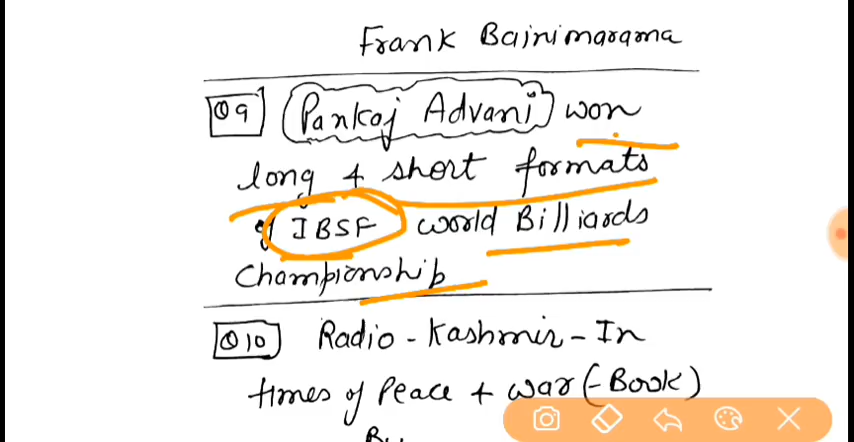 Frank Bainimarama
Q9 Pankaj Advani won
long & short formats
of IBSF world Billiards
Championship
Q10 Radio - Kashmir - In
times of Peace & war (-Book)
By